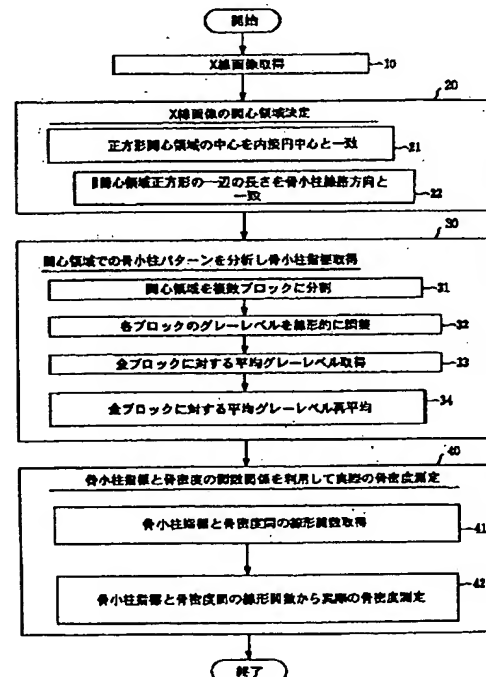 開始
X線画像取得
10
20
X線画像の関心領域決定
正方形関心領域の中心を内接円中心と一致
21
関心領域正方形の一辺の長さを骨小柱線路方向と
一致
22
30
関心領域での骨小柱パターンを分析し骨小柱指標取得
関心領域を複数ブロックに分割
31
各ブロックのグレーレベルを線形的に調整
32
全ブロックに対する平均グレーレベル取得
33
全ブロックに対する平均グレーレベル再平均
34
40
骨小柱指標と骨密度の関数関係を利用して実際の骨密度測定
骨小柱指標と骨密度間の線形関数取得
41
骨小柱指標と骨密度間の線形関数から実際の骨密度測定
42
終了